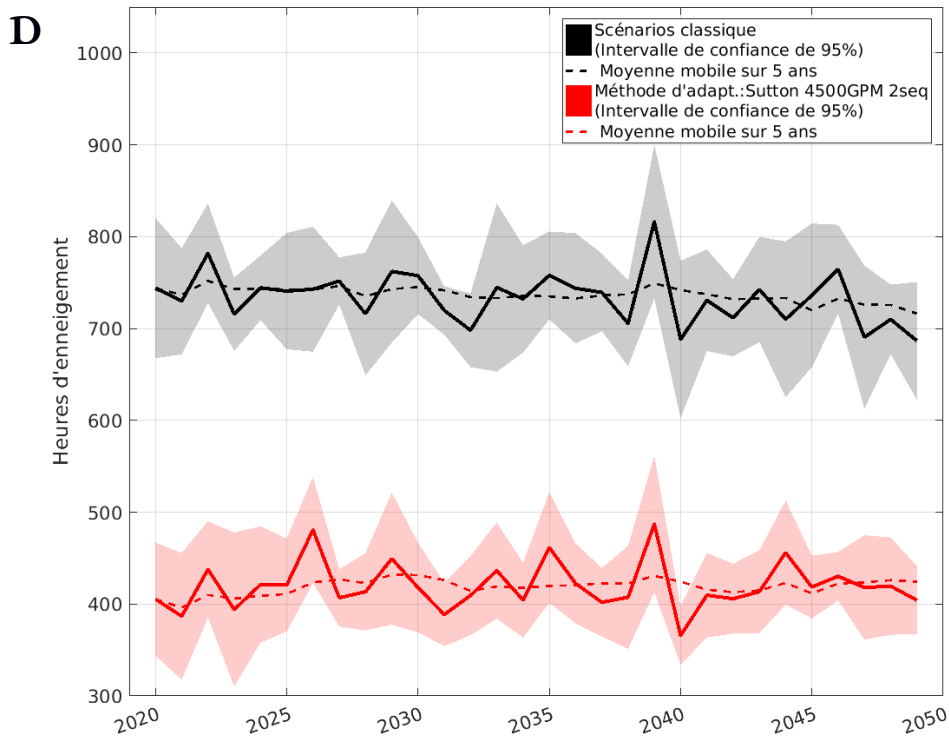 D
Scénarios classique
(Intervalle de confiance de 95%)
Moyenne mobile sur 5 ans
Méthode d'adapt.:Sutton 4500GPM 2seq
(Intervalle de confiance de 95%)
Moyenne mobile sur 5 ans
Heures d'enneigement
1000
900
800
700
600
500
400
300
2020
2025
2030
2035
2040
2045
2050